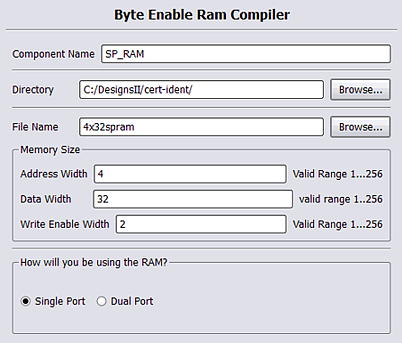 Byte Enable Ram Compiler
Component Name SP_RAM
Directory C:/DesignsII/cert-ident/ Browse...
File Name 4x32spram Browse...
Memory Size
Address Width 4 Valid Range 1...256
Data Width 32 valid range 1..256
Write Enable Width 2 Valid Range 1...256
How will you be using the RAM?
Single Port Dual Port